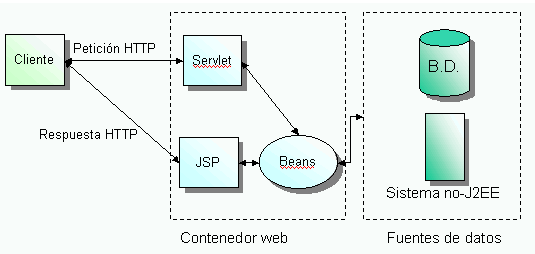 Petición HTTP
Cliente
Servlet
B.D.
Respuesta HTTP
JSP
Beans
Sistema no-J2EE
Contenedor web
Fuentes de datos